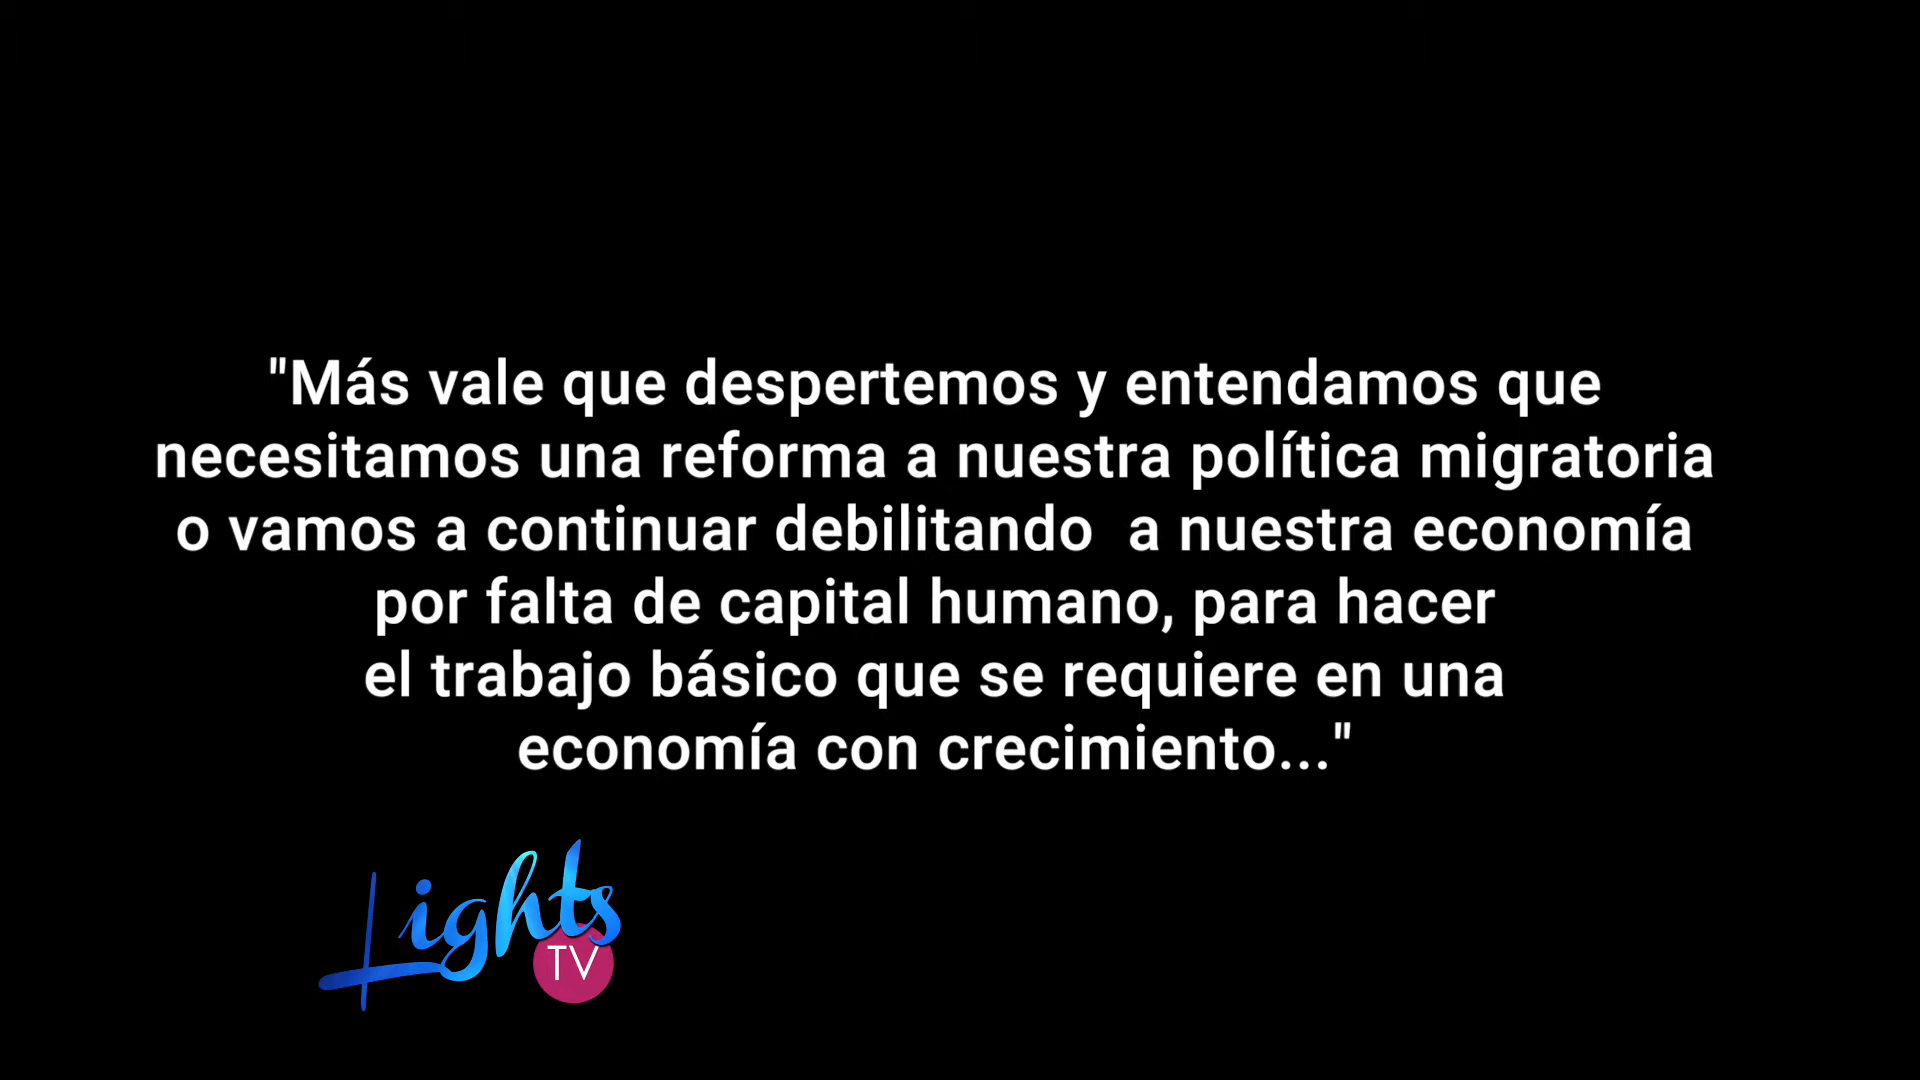 "Más vale que despertemos y entendamos que
necesitamos una reforma a nuestra política migratoria
o vamos a continuar debilitando  a nuestra economía
por falta de capital humano, para hacer
el trabajo básico que se requiere en una
economía con crecimiento..."
Lights
TV